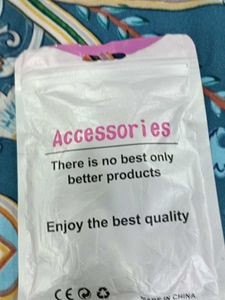 Accessories
There is no best only
better products
Enjoy the best quality
CE
MADE IN CHINA